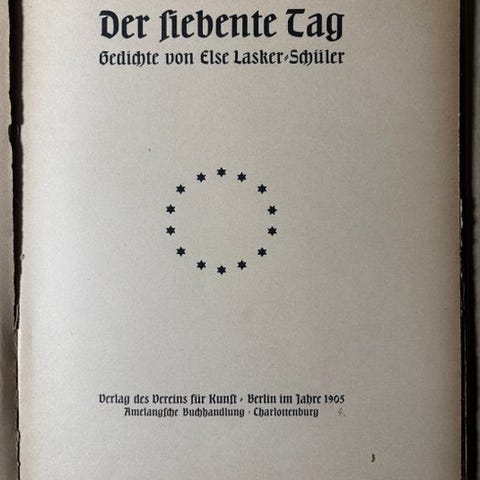 Der siebente Tag
Gedichte von Else Lasker-Schüler
Verlag des Vereins für Kunst, Berlin im Jahre 1905
Amelangsche Buchhandlung, Charlottenburg 4.